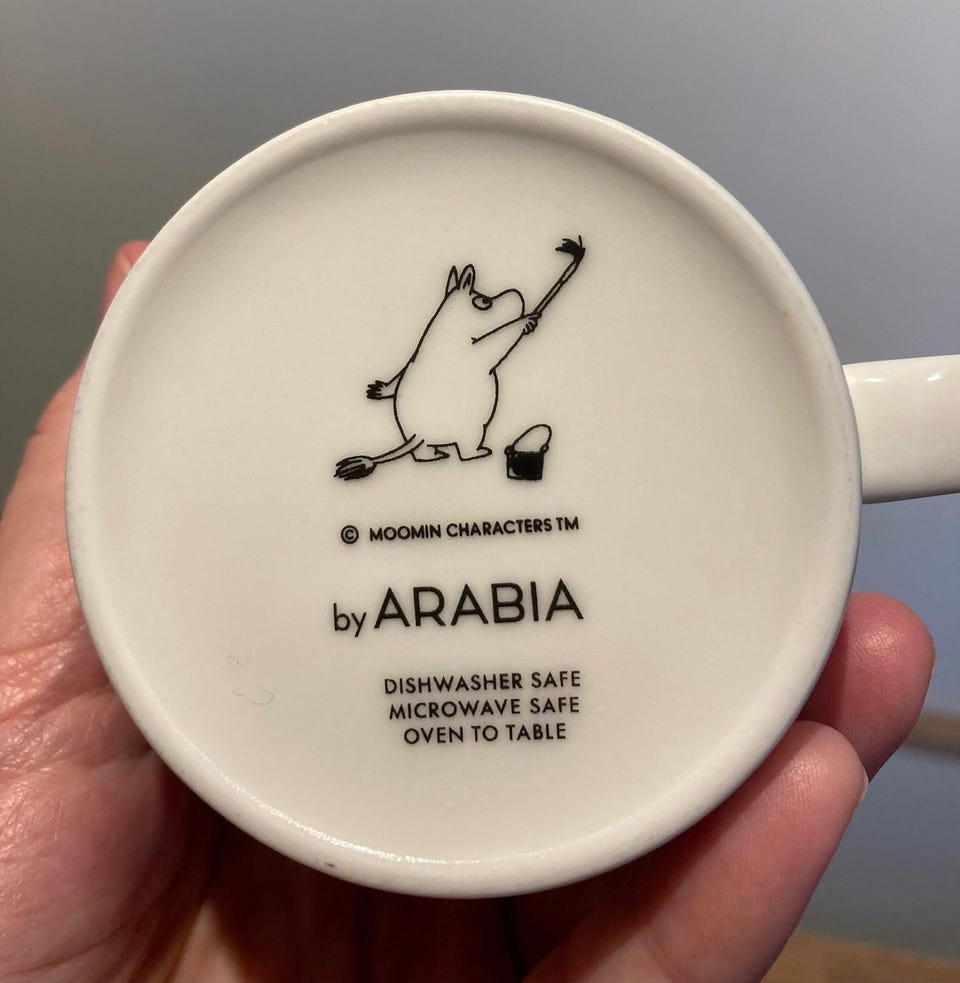 © MOOMIN CHARACTERS TM
by ARABIA
DISHWASHER SAFE
MICROWAVE SAFE
OVEN TO TABLE